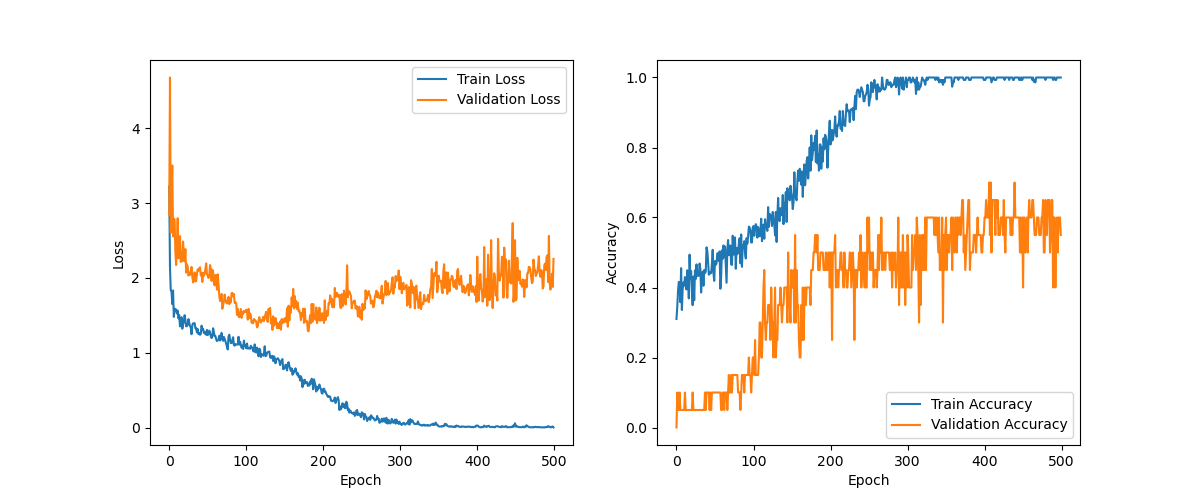 Train Loss
Validation Loss
4
3
2
1
0
Loss
0 100 200 300 400 500
Epoch
1.0
0.8
0.6
0.4
0.2
0.0
Accuracy
Train Accuracy
Validation Accuracy
0 100 200 300 400 500
Epoch